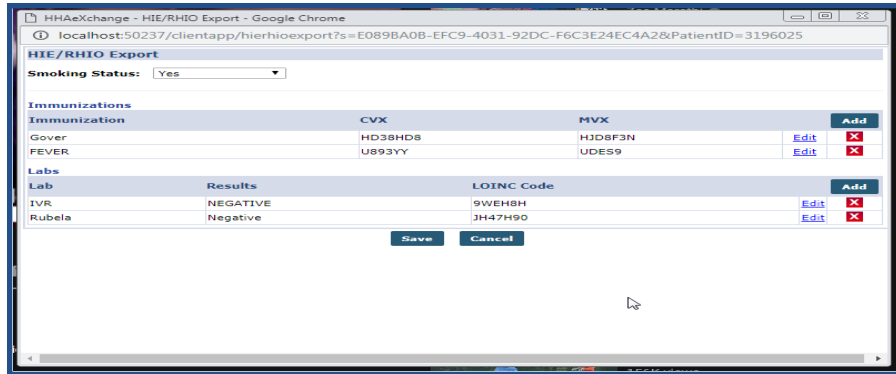 HHAeXchange - HIE/RHIO Export - Google Chrome
localhost:50237/clientapp/hierhioexport?s=E089BA0B-EFC9-4031-92DC-F6C3E24EC4A2&PatientID=3196025
HIE/RHIO Export
Smoking Status: Yes
Immunizations
Immunization CVX MVX Add
Gover HD38HD8 HJD8F3N Edit X
FEVER U893YY UDES9 Edit X
Labs
Lab Results LOINC Code Add
IVR NEGATIVE 9WEH8H Edit X
Rubela Negative JH47H90 Edit X
Save Cancel